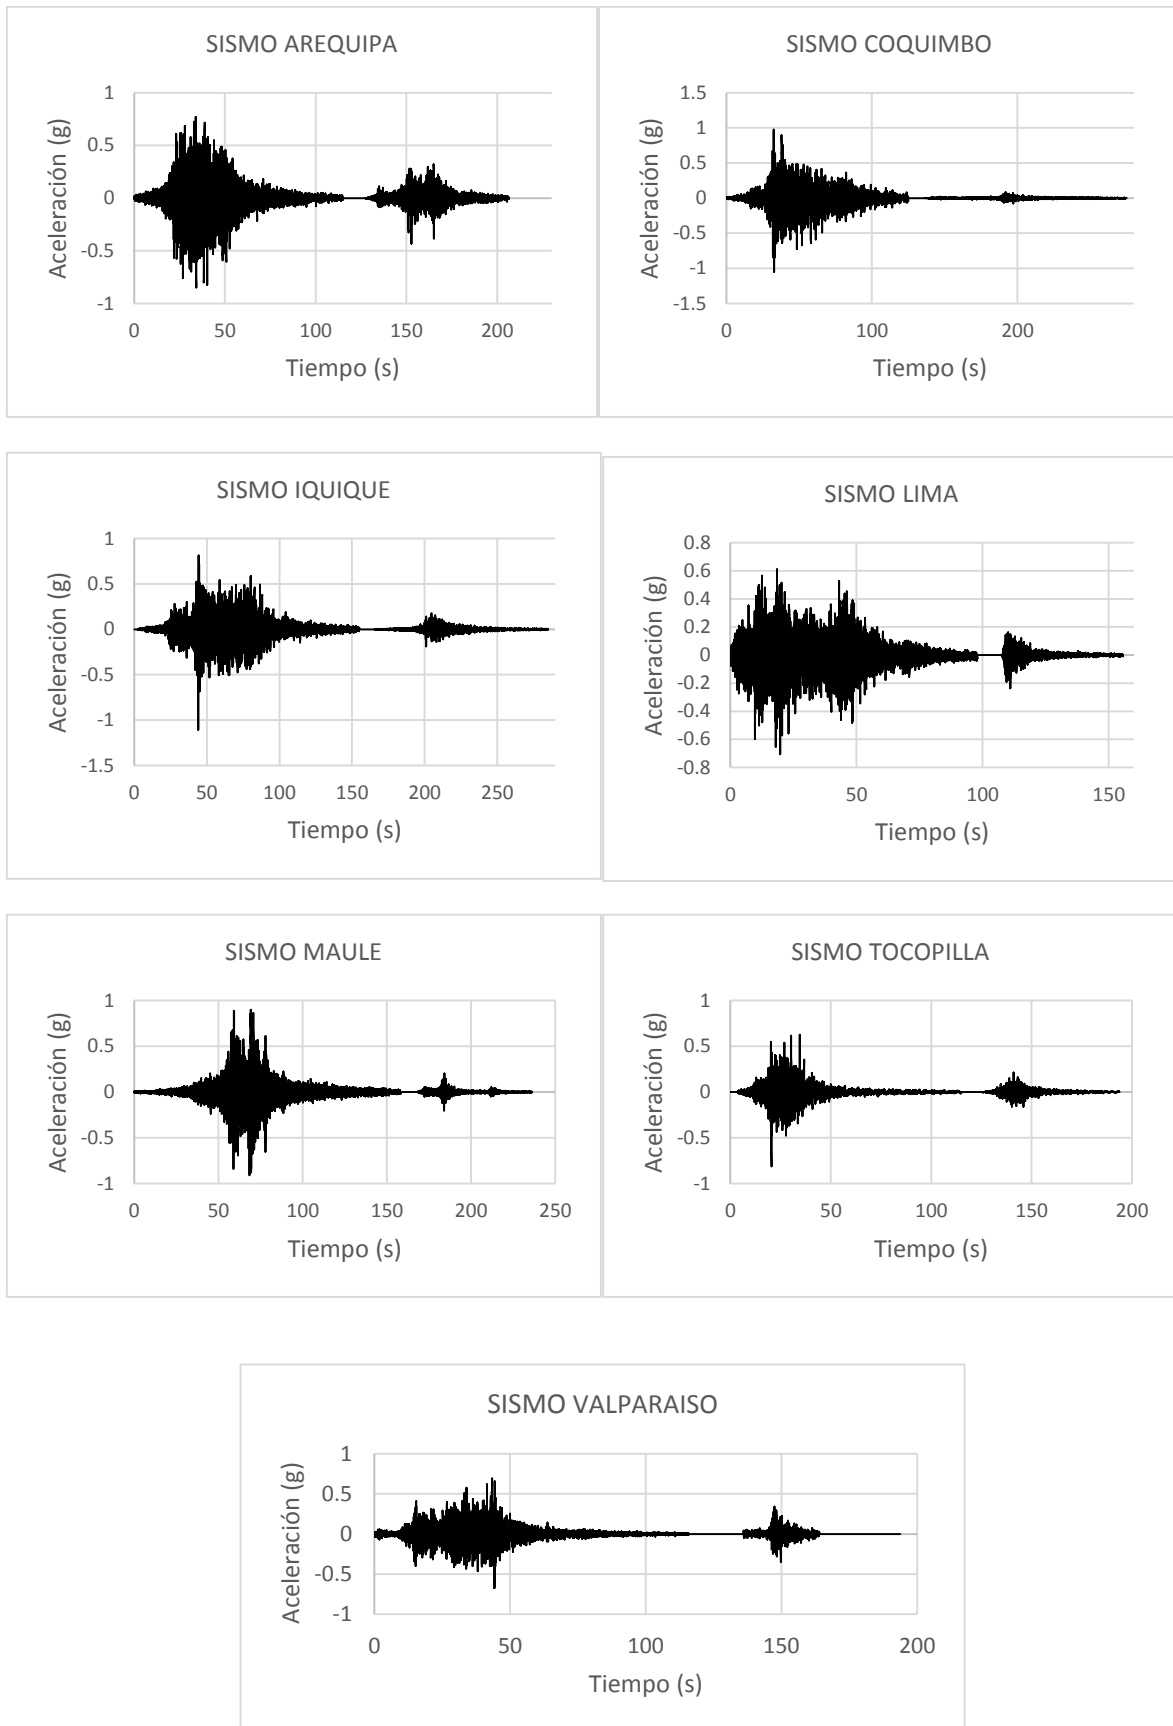 SISMO AREQUIPA
Aceleración (g)
1
0.5
0
-0.5
-1
0 50 100 150 200
Tiempo (s)
SISMO COQUIMBO
Aceleración (g)
1.5
1
0.5
0
-0.5
-1
-1.5
0 100 200
Tiempo (s)
SISMO IQUIQUE
Aceleración (g)
1
0.5
0
-0.5
-1
-1.5
0 50 100 150 200 250
Tiempo (s)
SISMO LIMA
Aceleración (g)
0.8
0.6
0.4
0.2
0
-0.2
-0.4
-0.6
-0.8
0 50 100 150
Tiempo (s)
SISMO MAULE
Aceleración (g)
1
0.5
0
-0.5
-1
0 50 100 150 200 250
Tiempo (s)
SISMO TOCOPILLA
Aceleración (g)
1
0.5
0
-0.5
-1
0 50 100 150 200
Tiempo (s)
SISMO VALPARAISO
Aceleración (g)
1
0.5
0
-0.5
-1
0 50 100 150 200
Tiempo (s)